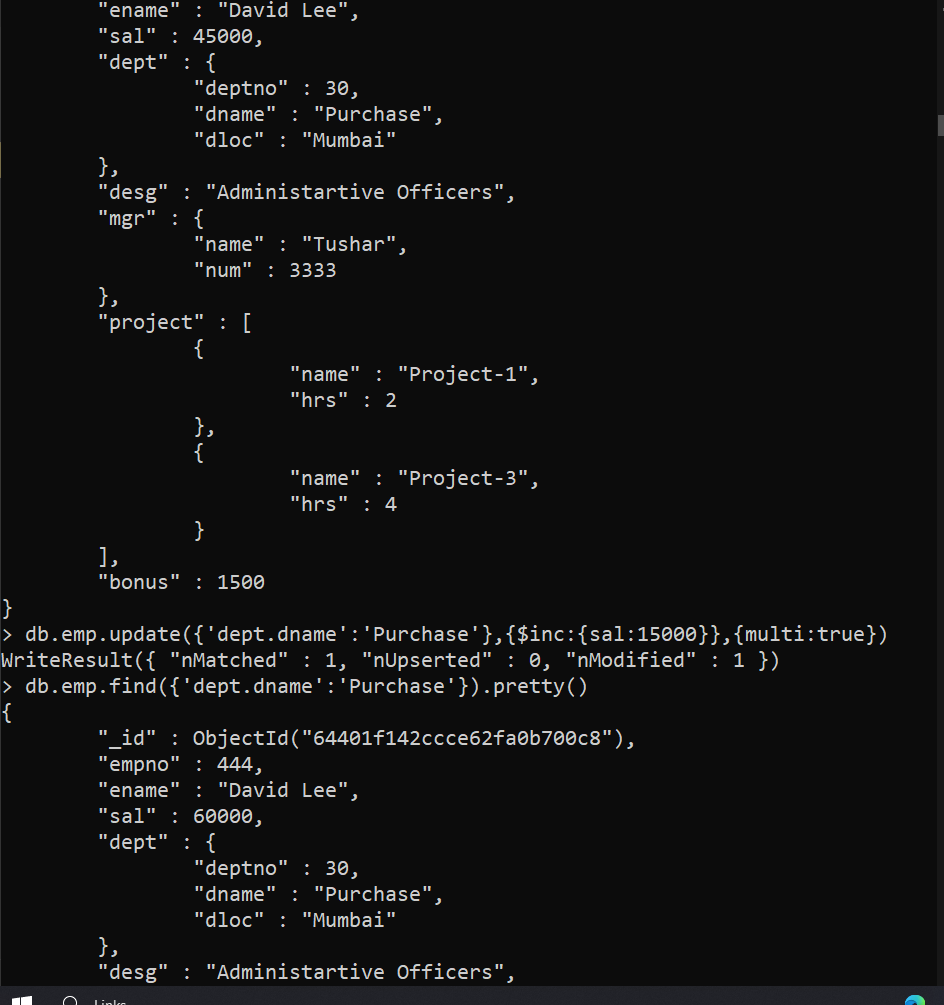 "ename" : "David Lee",
"sal" : 45000,
"dept" : {
"deptno" : 30,
"dname" : "Purchase",
"dloc" : "Mumbai"
},
"desg" : "Administartive Officers",
"mgr" : {
"name" : "Tushar",
"num" : 3333
},
"project" : [
{
"name" : "Project-1",
"hrs" : 2
},
{
"name" : "Project-3",
"hrs" : 4
}
],
"bonus" : 1500
}
> db.emp.update({'dept.dname':'Purchase'},{$inc:{sal:15000}},{multi:true})
WriteResult({ "nMatched" : 1, "nUpserted" : 0, "nModified" : 1 })
> db.emp.find({'dept.dname':'Purchase'}).pretty()
{
"_id" : ObjectId("64401f142ccce62fa0b700c8"),
"empno" : 444,
"ename" : "David Lee",
"sal" : 60000,
"dept" : {
"deptno" : 30,
"dname" : "Purchase",
"dloc" : "Mumbai"
},
"desg" : "Administartive Officers",
Links